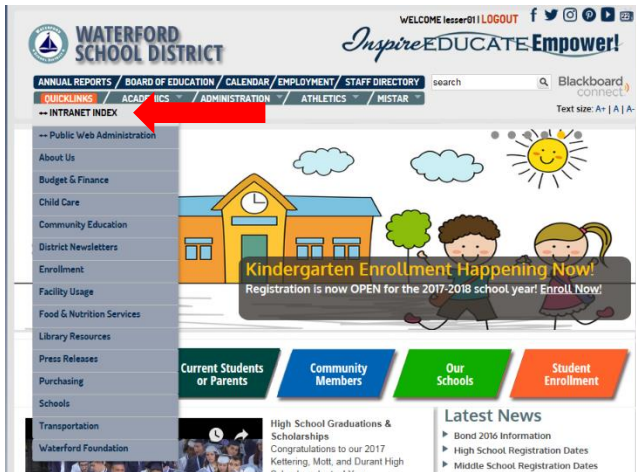 WELCOME lesser01 | LOGOUT
WATERFORD
SCHOOL DISTRICT
Inspire EDUCATE Empower!
ANNUAL REPORTS / BOARD OF EDUCATION / CALENDAR / EMPLOYMENT / STAFF DIRECTORY
search
Blackboard
connect
QUICKLINKS / ACADEMICS / ADMINISTRATION / ATHLETICS / MISTAR
Text size: A+ | A | A-
-- INTRANET INDEX
-- Public Web Administration
About Us
Budget & Finance
Child Care
Community Education
District Newsletters
Enrollment
Facility Usage
Food & Nutrition Services
Library Resources
Press Releases
Purchasing
Schools
Transportation
Waterford Foundation
Kindergarten Enrollment Happening Now!
Registration is now OPEN for the 2017-2018 school year! Enroll Now!
Current Students
or Parents
Community
Members
Our
Schools
Student
Enrollment
High School Graduations &
Scholarships
Congratulations to our 2017
Kettering, Mott, and Durant High
Latest News
Bond 2016 Information
High School Registration Dates
Middle School Registration Dates